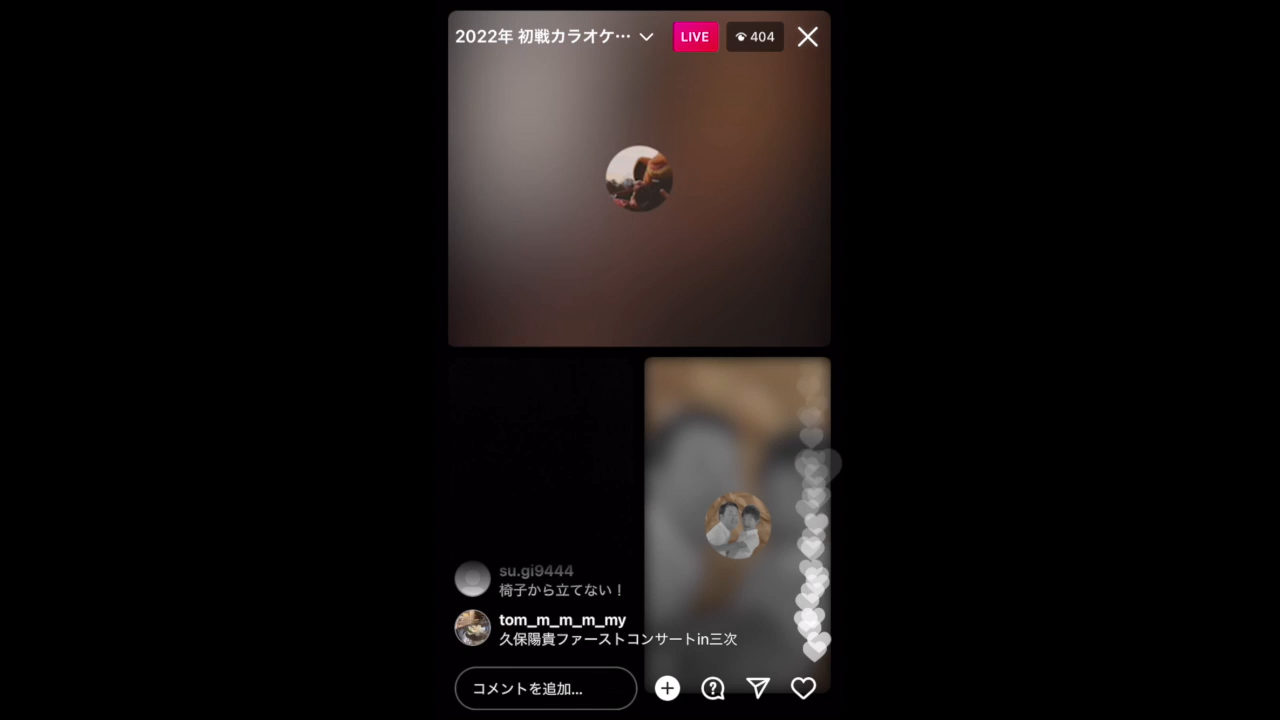 2022年 初戦カラオケ…
LIVE
404
su.gi9444
椅子から立てない！
tom_m_m_m_my
久保陽貴ファーストコンサートin三次
コメントを追加...